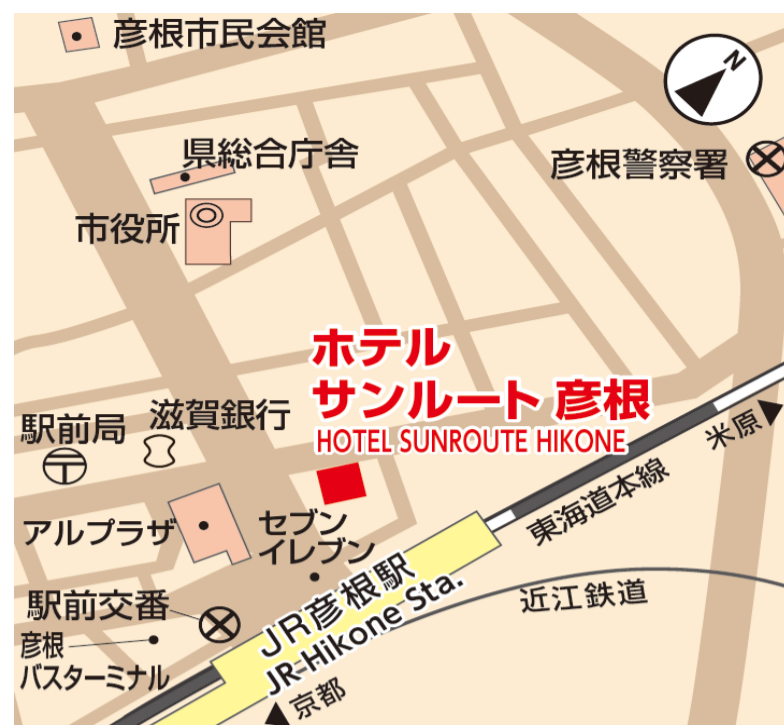 彦根市民会館
N
県総合庁舎
彦根警察署
市役所
ホテル
サンルート 彦根
HOTEL SUNROUTE HIKONE
滋賀銀行
駅前局
米原
東海道本線
アルプラザ
セブン
イレブン
JR彦根駅
JR Hikone Sta.
近江鉄道
駅前交番
彦根
バスターミナル
京都